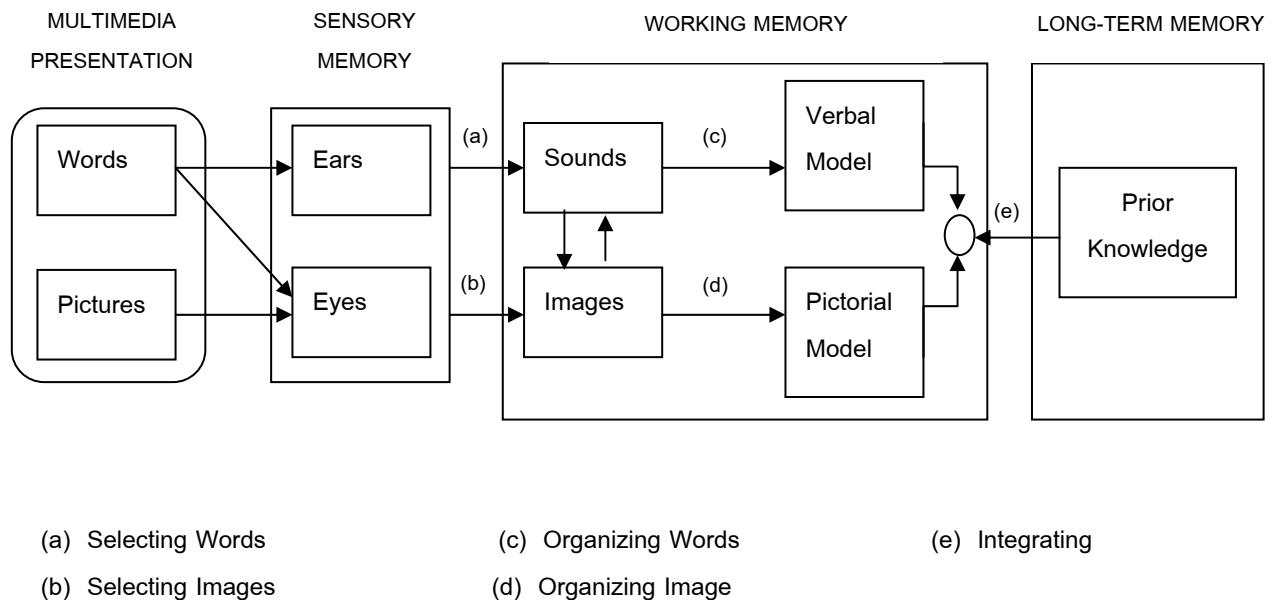 MULTIMEDIA
PRESENTATION
SENSORY
MEMORY
WORKING MEMORY
LONG-TERM MEMORY
Words
Pictures
Ears
Eyes
(a)
(b)
Sounds
Images
(c)
(d)
Verbal
Model
Pictorial
Model
(e)
Prior
Knowledge
(a) Selecting Words
(b) Selecting Images
(c) Organizing Words
(d) Organizing Image
(e) Integrating